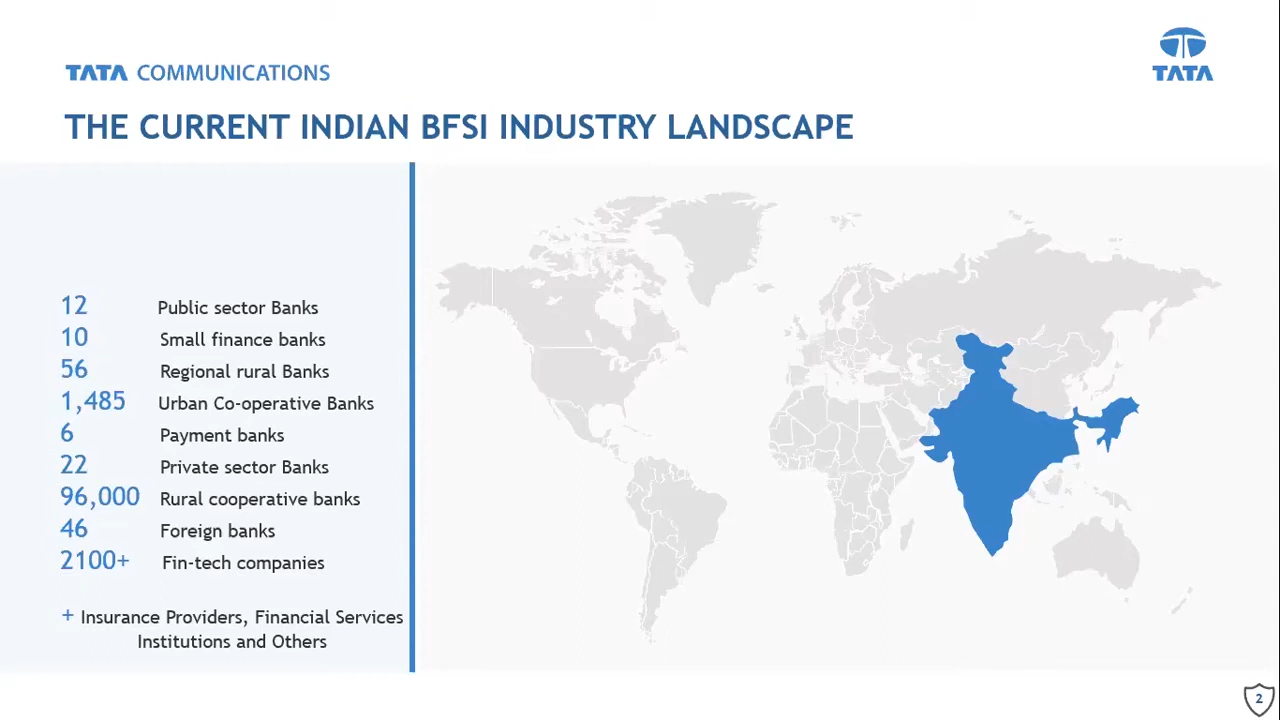 TATA COMMUNICATIONS
TATA
THE CURRENT INDIAN BFSI INDUSTRY LANDSCAPE
12 Public sector Banks
10 Small finance banks
56 Regional rural Banks
1,485 Urban Co-operative Banks
6 Payment banks
22 Private sector Banks
96,000 Rural cooperative banks
46 Foreign banks
2100+ Fin-tech companies
+ Insurance Providers, Financial Services
Institutions and Others
2